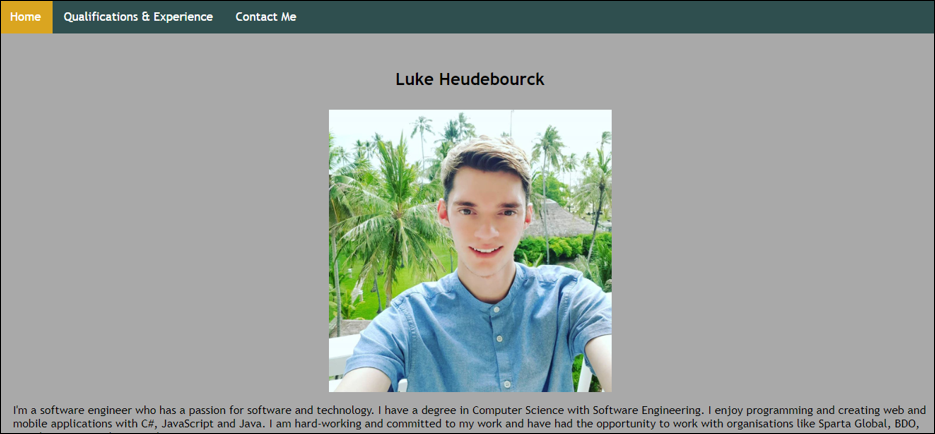 Home Qualifications & Experience Contact Me
Luke Heudebourck
I'm a software engineer who has a passion for software and technology. I have a degree in Computer Science with Software Engineering. I enjoy programming and creating web and
mobile applications with C#, JavaScript and Java. I am hard-working and committed to my work and have had the opportunity to work with organisations like Sparta Global, BDO,